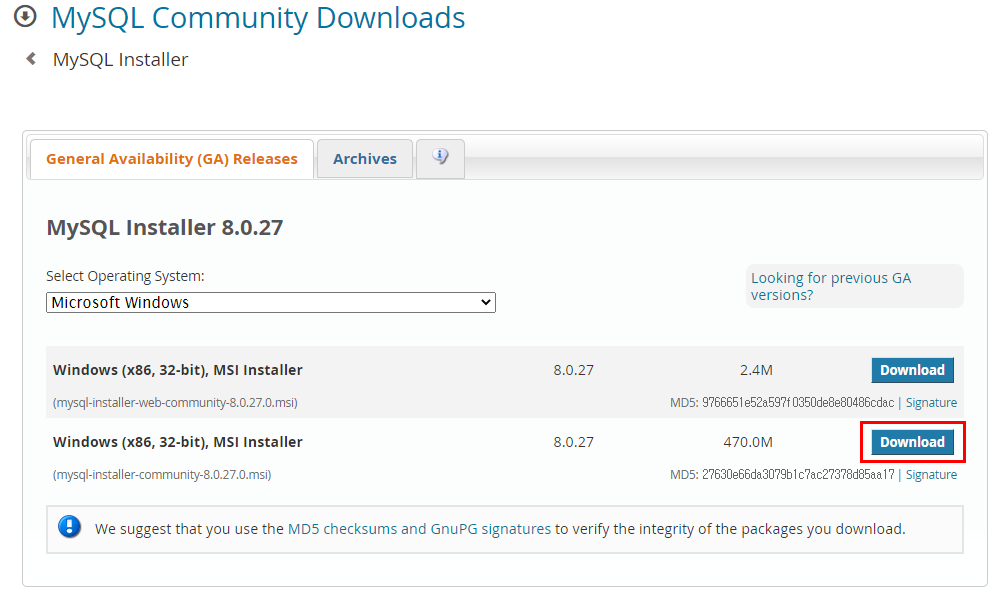 MySQL Community Downloads
MySQL Installer
General Availability (GA) Releases
Archives
MySQL Installer 8.0.27
Select Operating System:
Microsoft Windows
Looking for previous GA
versions?
Windows (x86, 32-bit), MSI Installer 8.0.27 2.4M Download
(mysql-installer-web-community-8.0.27.0.msi) MD5: 9766651e52a597f0350de8e80486cdac | Signature
Windows (x86, 32-bit), MSI Installer 8.0.27 470.0M Download
(mysql-installer-community-8.0.27.0.msi) MD5: 27630e66da3079b1c7ac27378d85aa17 | Signature
We suggest that you use the MD5 checksums and GnuPG signatures to verify the integrity of the packages you download.